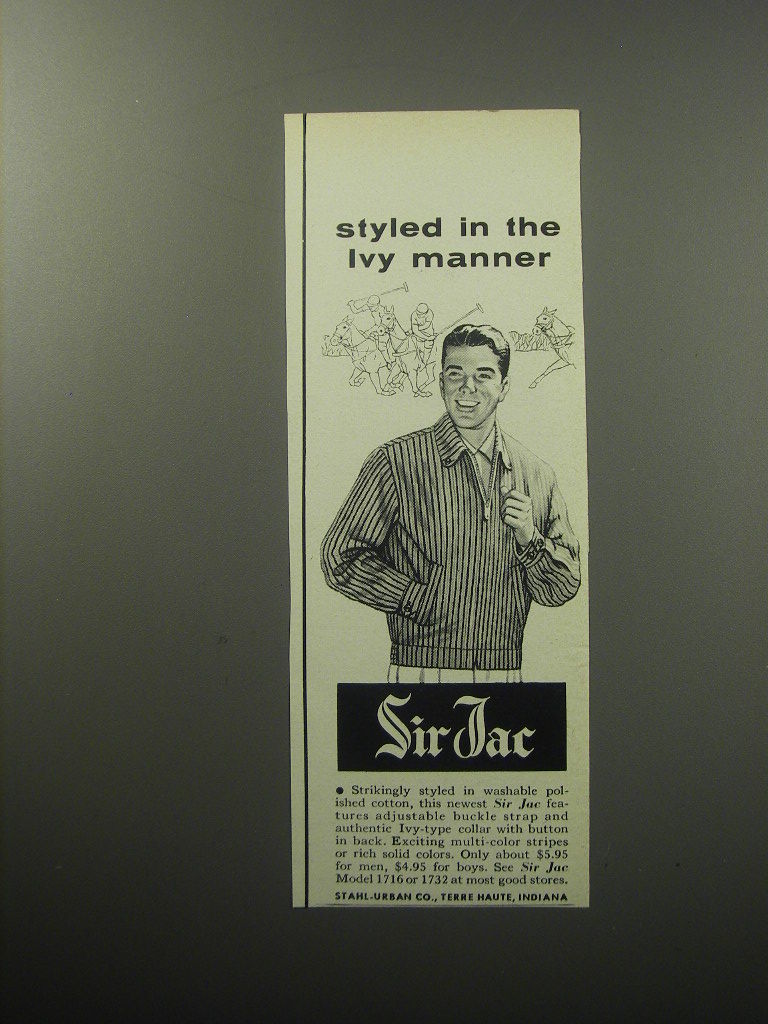 styled in the
Ivy manner
Sir Jac
● Strikingly styled in washable pol-
ished cotton, this newest Sir Jac fea-
tures adjustable buckle strap and
authentic Ivy-type collar with button
in back. Exciting multi-color stripes
or rich solid colors. Only about $5.95
for men, $4.95 for boys. See Sir Jac
Model 1716 or 1732 at most good stores.
STAHL-URBAN CO., TERRE HAUTE, INDIANA